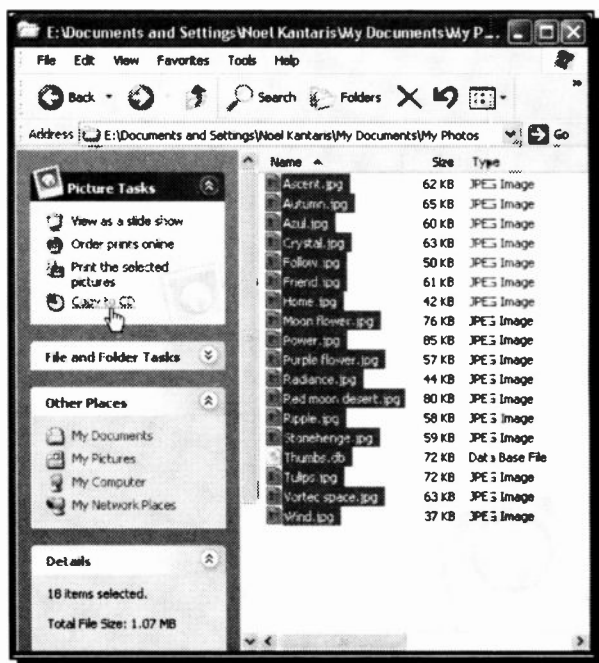 E:\Documents and Settings\Noel Kantaris\My Documents\My P...
File Edit View Favorites Tools Help
Back Search Folders
Address E:\Documents and Settings\Noel Kantaris\My Documents\My Photos Go
Picture Tasks
View as a slide show
Order prints online
Print the selected
pictures
Copy to CD
File and Folder Tasks
Other Places
My Documents
My Pictures
My Computer
My Network Places
Details
18 items selected.
Total File Size: 1.07 MB
Name Size Type
Ascent.jpg 62 KB JPEG Image
Autumn.jpg 65 KB JPEG Image
Azul.jpg 60 KB JPEG Image
Crystal.jpg 63 KB JPEG Image
Follow.jpg 50 KB JPEG Image
Friend.jpg 61 KB JPEG Image
Home.jpg 42 KB JPEG Image
Moon flower.jpg 76 KB JPEG Image
Power.jpg 85 KB JPEG Image
Purple flower.jpg 57 KB JPEG Image
Radiance.jpg 44 KB JPEG Image
Red moon desert.jpg 80 KB JPEG Image
Ripple.jpg 58 KB JPEG Image
Stonehenge.jpg 59 KB JPEG Image
Thumbs.db 72 KB Data Base File
Tulips.jpg 72 KB JPEG Image
Vortec space.jpg 63 KB JPEG Image
Wind.jpg 37 KB JPEG Image